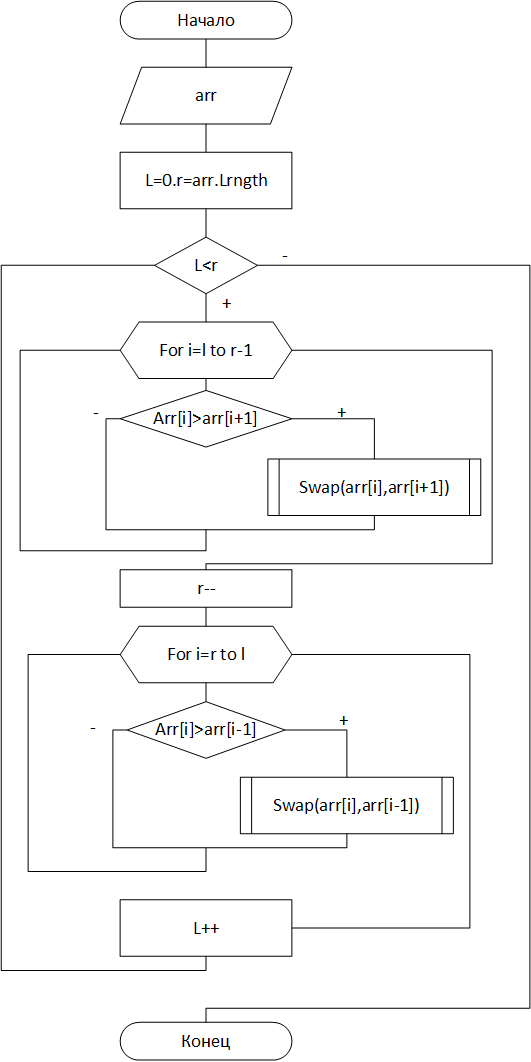 Начало
arr
L=0.r=arr.Lrngth
L<r
-
+
For i=l to r-1
-
Arr[i]>arr[i+1]
+
Swap(arr[i],arr[i+1])
r--
For i=r to l
-
Arr[i]>arr[i-1]
+
Swap(arr[i],arr[i-1])
L++
Конец